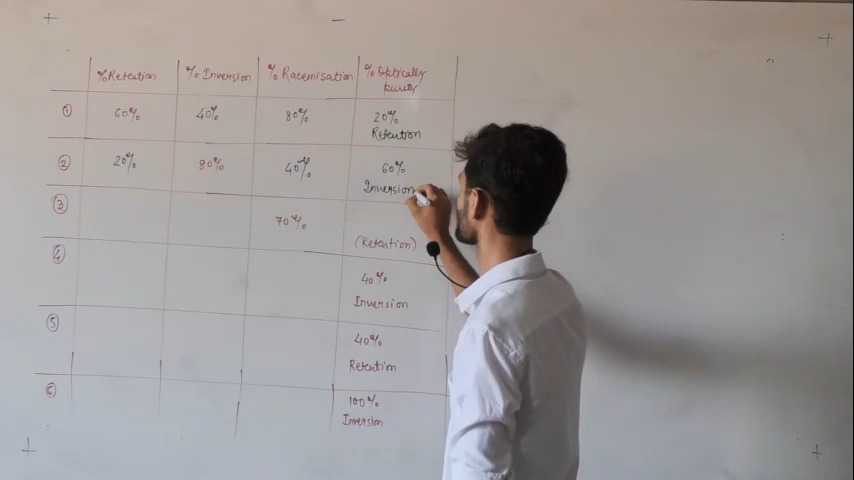 %Retention % Inversion % Racemisation % Optically
purity
① 60% 40% 80% 20%
Retention
② 20% 80% 40% 60%
Inversion
③ 70%
(Retention)
④ 40%
Inversion
⑤ 40%
Retention
⑥ 100%
Inversion